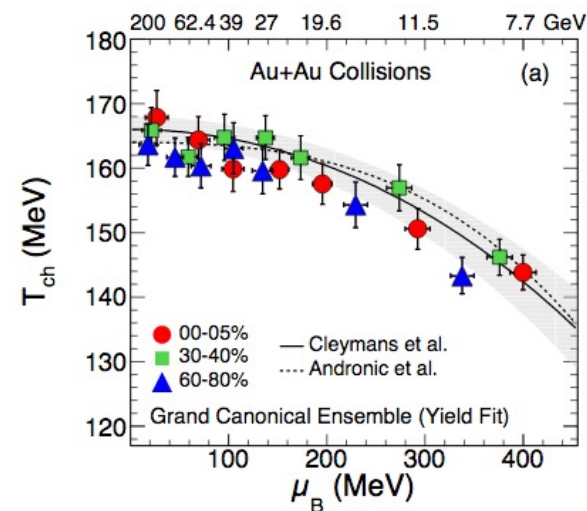 200 62.4 39 27 19.6 11.5 7.7 GeV
Au+Au Collisions (a)
180
170
160
150
140
130
120
T_ch (MeV)
00-05%
30-40%
60-80%
Cleymans et al.
Andronic et al.
Grand Canonical Ensemble (Yield Fit)
100 200 300 400
μ_B (MeV)